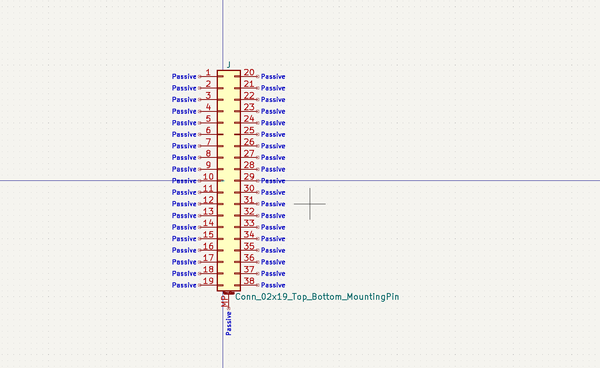 J
Passive 1 20 Passive
Passive 2 21 Passive
Passive 3 22 Passive
Passive 4 23 Passive
Passive 5 24 Passive
Passive 6 25 Passive
Passive 7 26 Passive
Passive 8 27 Passive
Passive 9 28 Passive
Passive 10 29 Passive
Passive 11 30 Passive
Passive 12 31 Passive
Passive 13 32 Passive
Passive 14 33 Passive
Passive 15 34 Passive
Passive 16 35 Passive
Passive 17 36 Passive
Passive 18 37 Passive
Passive 19 38 Passive
MP Conn_02x19_Top_Bottom_MountingPin
Passive